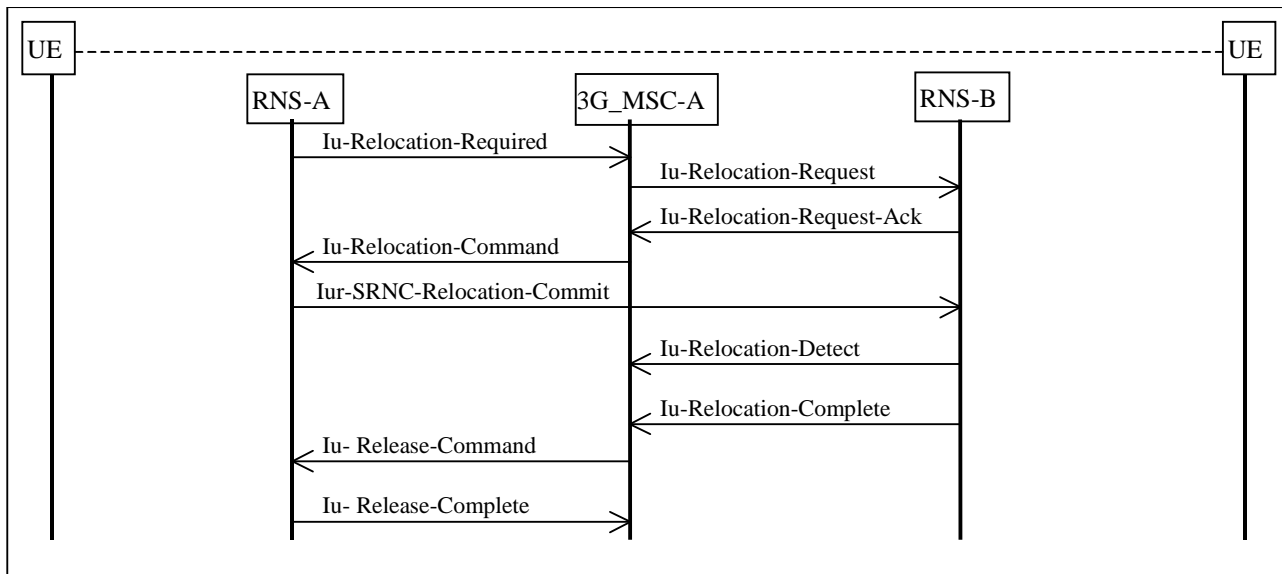 UE
UE
RNS-A
3G_MSC-A
RNS-B
Iu-Relocation-Required
Iu-Relocation-Request
Iu-Relocation-Request-Ack
Iu-Relocation-Command
Iur-SRNC-Relocation-Commit
Iu-Relocation-Detect
Iu-Relocation-Complete
Iu- Release-Command
Iu- Release-Complete